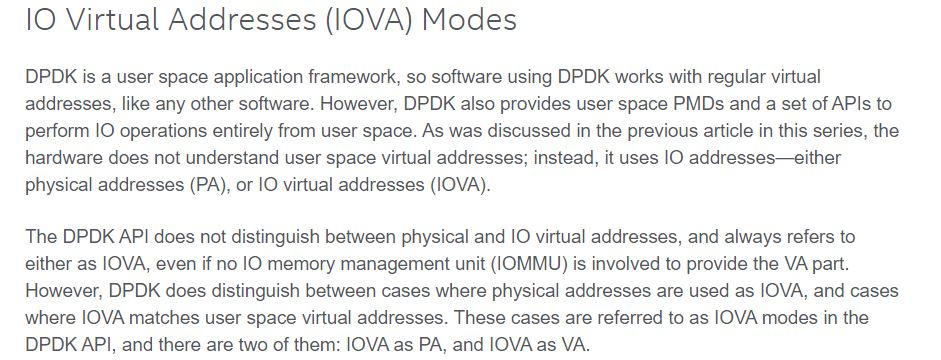 IO Virtual Addresses (IOVA) Modes
DPDK is a user space application framework, so software using DPDK works with regular virtual
addresses, like any other software. However, DPDK also provides user space PMDs and a set of APIs to
perform IO operations entirely from user space. As was discussed in the previous article in this series, the
hardware does not understand user space virtual addresses; instead, it uses IO addresses—either
physical addresses (PA), or IO virtual addresses (IOVA).
The DPDK API does not distinguish between physical and IO virtual addresses, and always refers to
either as IOVA, even if no IO memory management unit (IOMMU) is involved to provide the VA part.
However, DPDK does distinguish between cases where physical addresses are used as IOVA, and cases
where IOVA matches user space virtual addresses. These cases are referred to as IOVA modes in the
DPDK API, and there are two of them: IOVA as PA, and IOVA as VA.